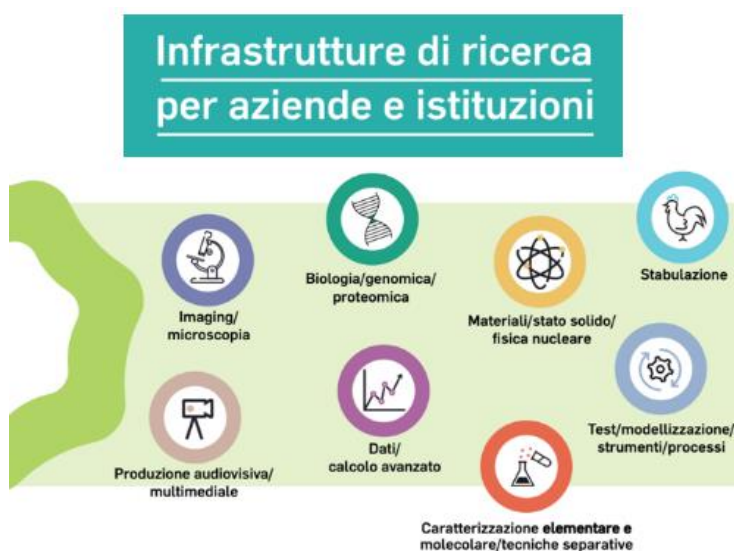 Infrastrutture di ricerca
per aziende e istituzioni
Imaging/
microscopia
Biologia/genomica/
proteomica
Materiali/stato solido/
fisica nucleare
Stabulazione
Produzione audiovisiva/
multimediale
Dati/
calcolo avanzato
Caratterizzazione elementare e
molecolare/tecniche separative
Test/modellizzazione/
strumenti/processi